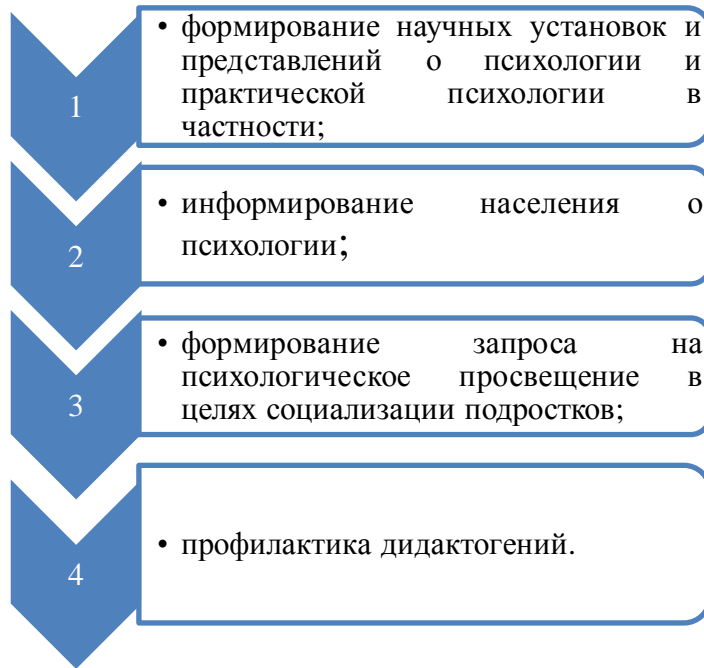 1
• формирование научных установок и
представлений о психологии и
практической психологии в
частности;
2
• информирование населения о
психологии;
3
• формирование запроса на
психологическое просвещение в
целях социализации подростков;
4
• профилактика дидактогений.